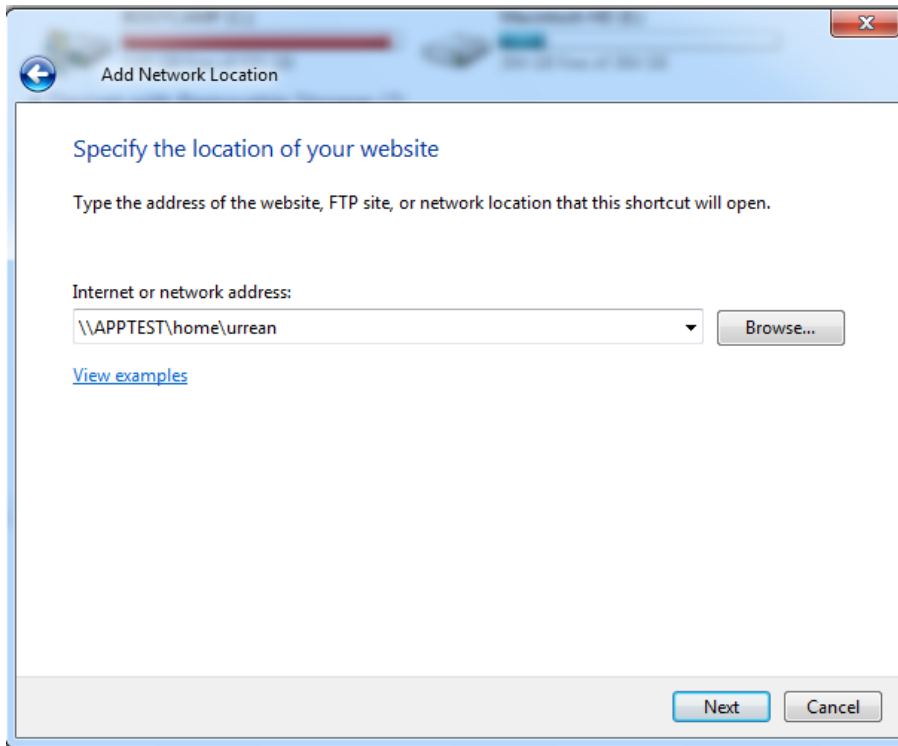 Add Network Location
Specify the location of your website
Type the address of the website, FTP site, or network location that this shortcut will open.
Internet or network address:
\\APPTEST\home\urrean
Browse...
View examples
Next
Cancel